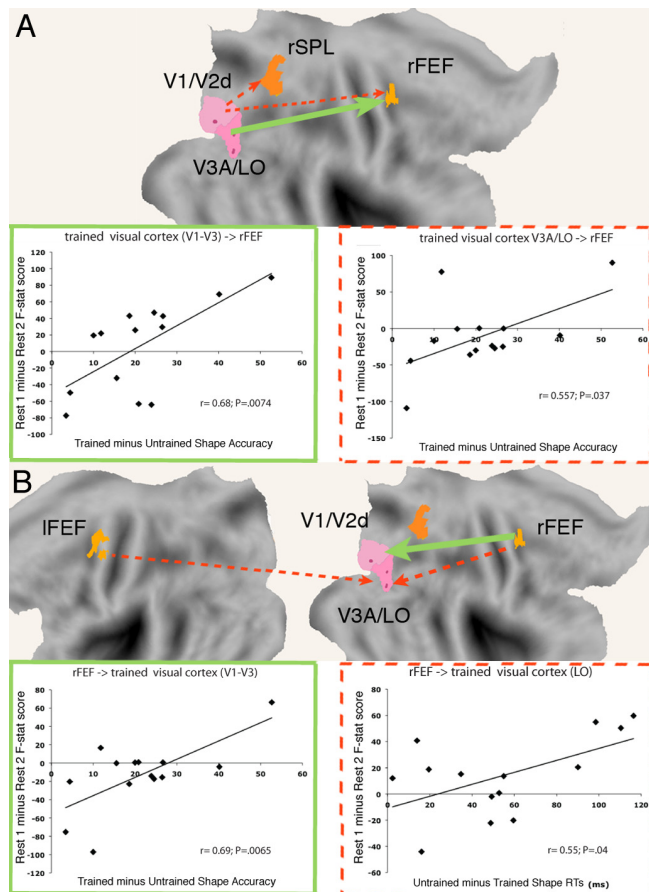 A
rSPL
rFEF
V1/V2d
V3A/LO
trained visual cortex (V1-V3) -> rFEF
Rest 1 minus Rest 2 F-stat score
120
100
80
60
40
20
0
-20
-40
-60
-80
-100
0 10 20 30 40 50 60
r= 0.68; P=.0074
Trained minus Untrained Shape Accuracy
trained visual cortex V3A/LO -> rFEF
Rest 1 minus Rest 2 F-stat score
100
50
0
-50
-100
-150
0 10 20 30 40 50 60
r= 0.557; P=.037
Trained minus Untrained Shape Accuracy
B
lFEF
V1/V2d
rFEF
V3A/LO
rFEF -> trained visual cortex (V1-V3)
Rest 1 minus Rest 2 F-stat score
80
60
40
20
0
-20
-40
-60
-80
-100
-120
0 10 20 30 40 50 60
r= 0.69; P=.0065
Trained minus Untrained Shape Accuracy
rFEF -> trained visual cortex (LO)
Rest 1 minus Rest 2 F-stat score
80
60
40
20
0
-20
-40
-60
0 20 40 60 80 100 120
r= 0.55; P=.04
Untrained minus Trained Shape RTs (ms)